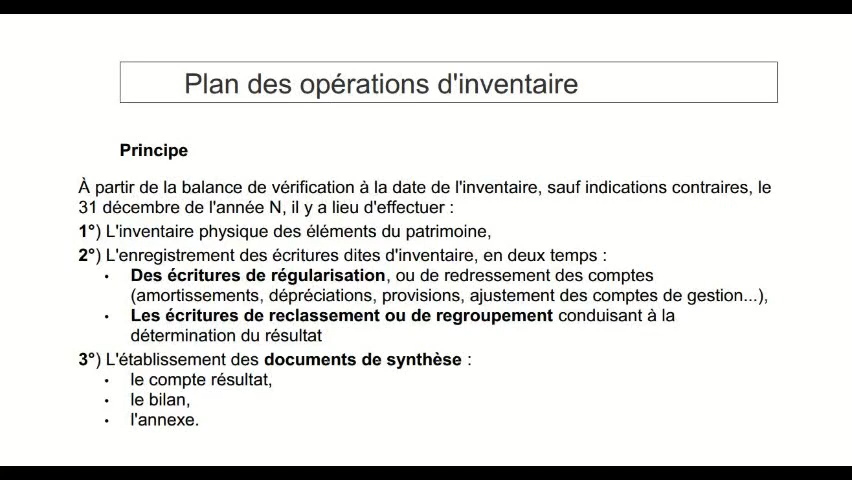 Plan des opérations d'inventaire
Principe
À partir de la balance de vérification à la date de l'inventaire, sauf indications contraires, le
31 décembre de l'année N, il y a lieu d'effectuer :
1°) L'inventaire physique des éléments du patrimoine,
2°) L'enregistrement des écritures dites d'inventaire, en deux temps :
• Des écritures de régularisation, ou de redressement des comptes
(amortissements, dépréciations, provisions, ajustement des comptes de gestion...),
• Les écritures de reclassement ou de regroupement conduisant à la
détermination du résultat
3°) L'établissement des documents de synthèse :
• le compte résultat,
• le bilan,
• l'annexe.